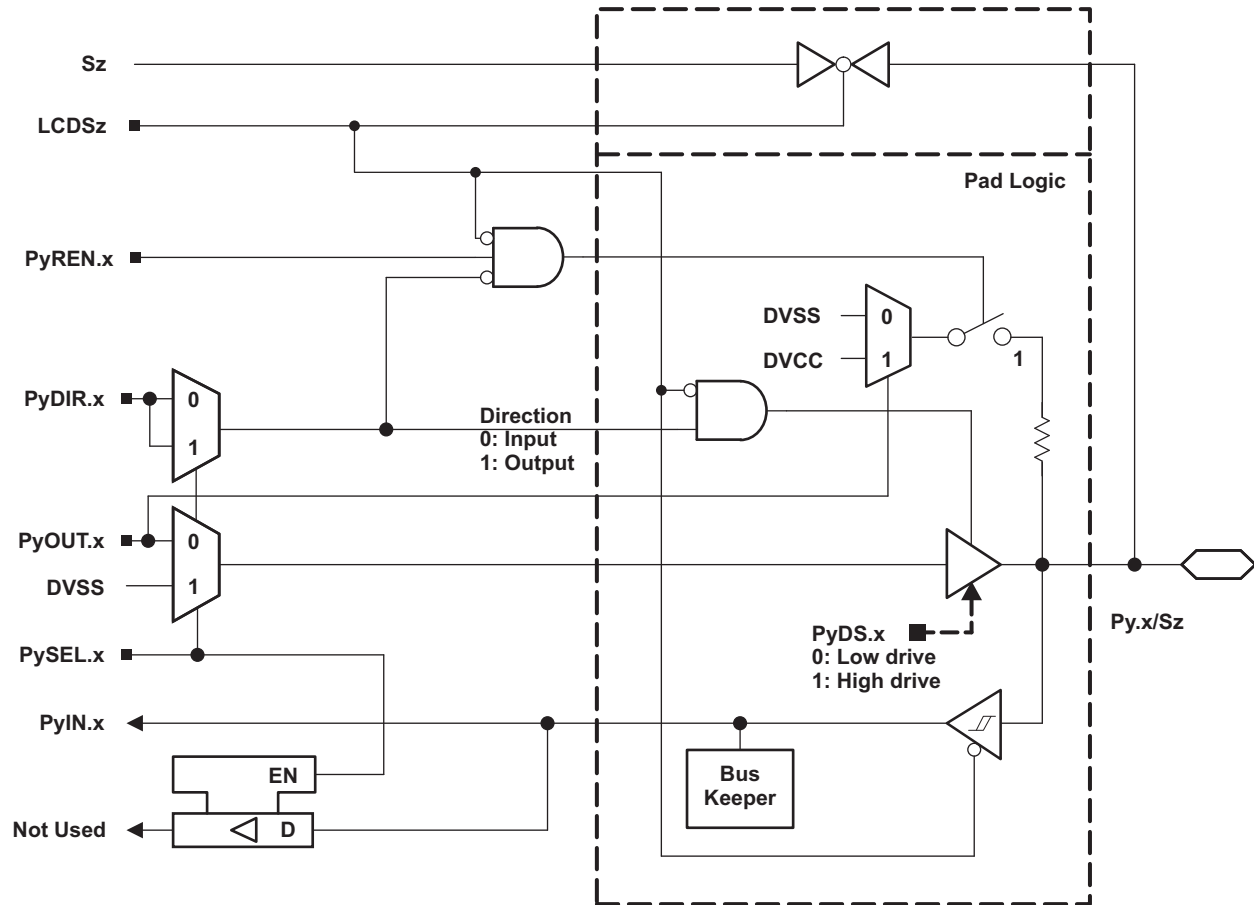 Sz
LCDSz
Pad Logic
PyREN.x
DVSS
0
DVCC
1
1
PyDIR.x
0
1
Direction
0: Input
1: Output
PyOUT.x
0
DVSS
1
Py.x/Sz
PyDS.x
0: Low drive
1: High drive
PySEL.x
PyIN.x
EN
Bus
Keeper
Not Used
D